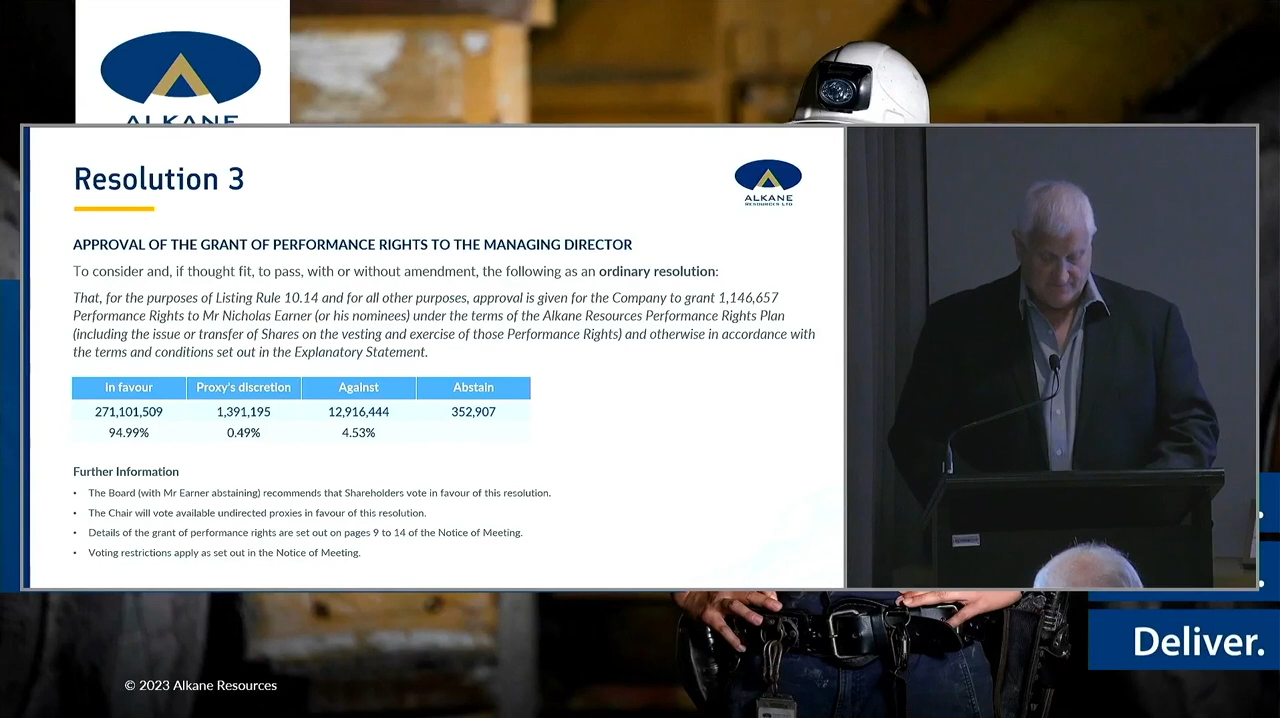 ALKANE
Resolution 3
ALKANE
RESOURCES LTD
APPROVAL OF THE GRANT OF PERFORMANCE RIGHTS TO THE MANAGING DIRECTOR
To consider and, if thought fit, to pass, with or without amendment, the following as an ordinary resolution:
That, for the purposes of Listing Rule 10.14 and for all other purposes, approval is given for the Company to grant 1,146,657
Performance Rights to Mr Nicholas Earner (or his nominees) under the terms of the Alkane Resources Performance Rights Plan
(including the issue or transfer of Shares on the vesting and exercise of those Performance Rights) and otherwise in accordance with
the terms and conditions set out in the Explanatory Statement.
In favour Proxy's discretion Against Abstain
271,101,509 1,391,195 12,916,444 352,907
94.99% 0.49% 4.53%
Further Information
• The Board (with Mr Earner abstaining) recommends that Shareholders vote in favour of this resolution.
• The Chair will vote available undirected proxies in favour of this resolution.
• Details of the grant of performance rights are set out on pages 9 to 14 of the Notice of Meeting.
• Voting restrictions apply as set out in the Notice of Meeting.
Deliver.
© 2023 Alkane Resources